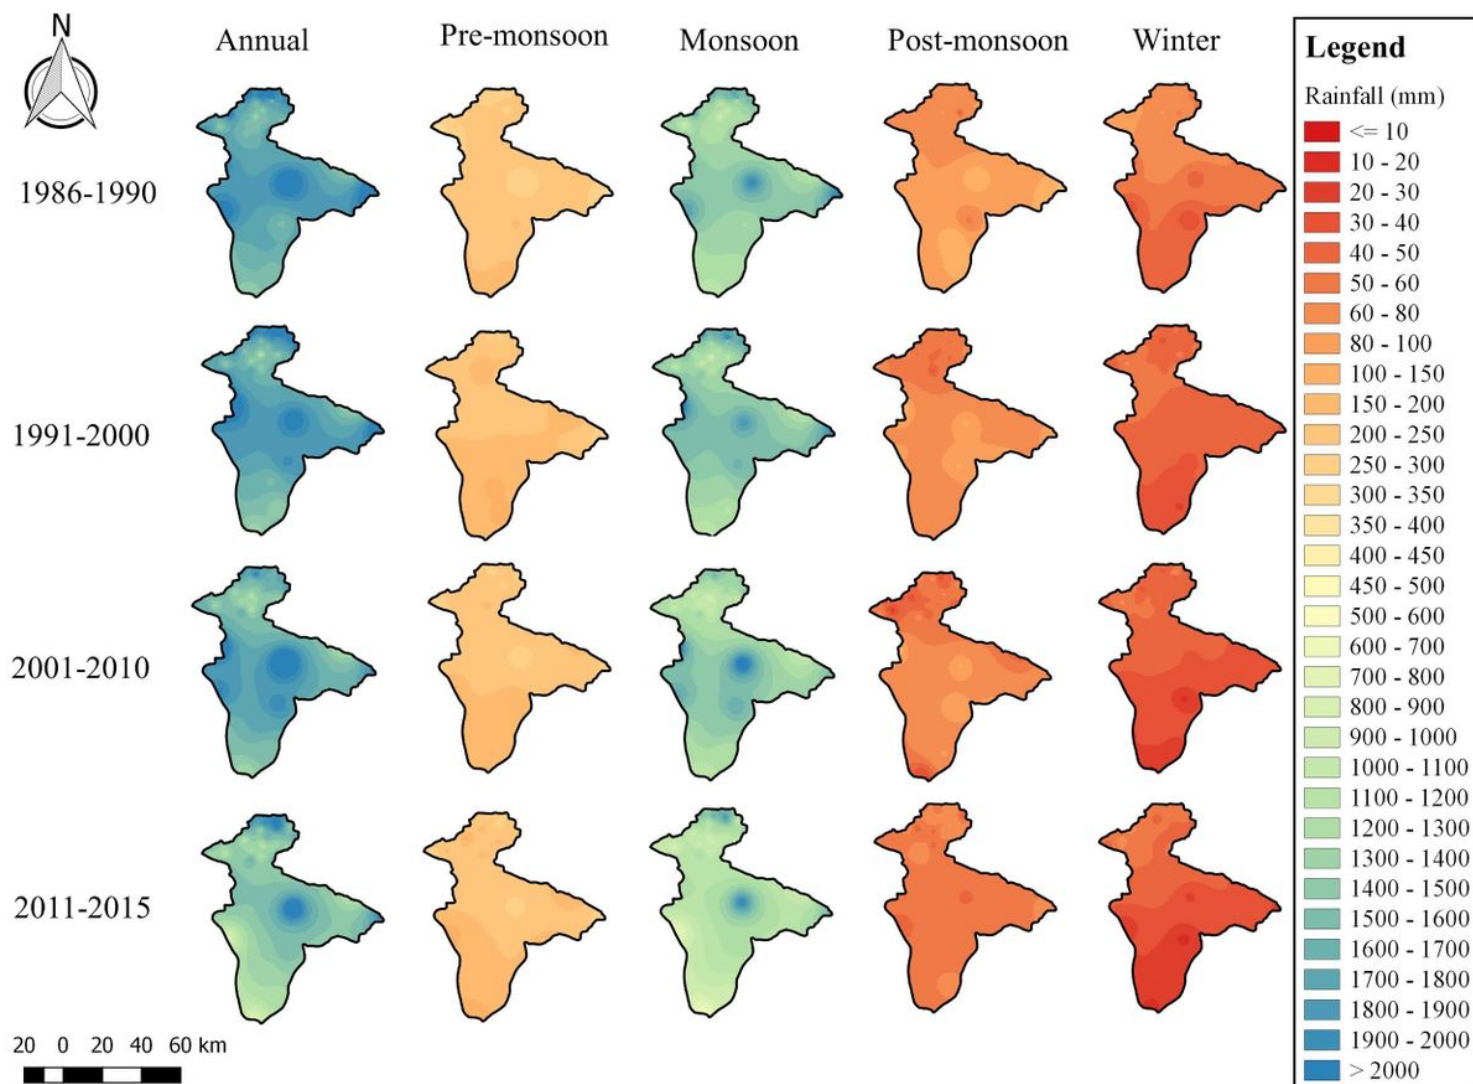 N
Annual
Pre-monsoon
Monsoon
Post-monsoon
Winter
1986-1990
1991-2000
2001-2010
2011-2015
20 0 20 40 60 km
Legend
Rainfall (mm)
<= 10
10 - 20
20 - 30
30 - 40
40 - 50
50 - 60
60 - 80
80 - 100
100 - 150
150 - 200
200 - 250
250 - 300
300 - 350
350 - 400
400 - 450
450 - 500
500 - 600
600 - 700
700 - 800
800 - 900
900 - 1000
1000 - 1100
1100 - 1200
1200 - 1300
1300 - 1400
1400 - 1500
1500 - 1600
1600 - 1700
1700 - 1800
1800 - 1900
1900 - 2000
> 2000